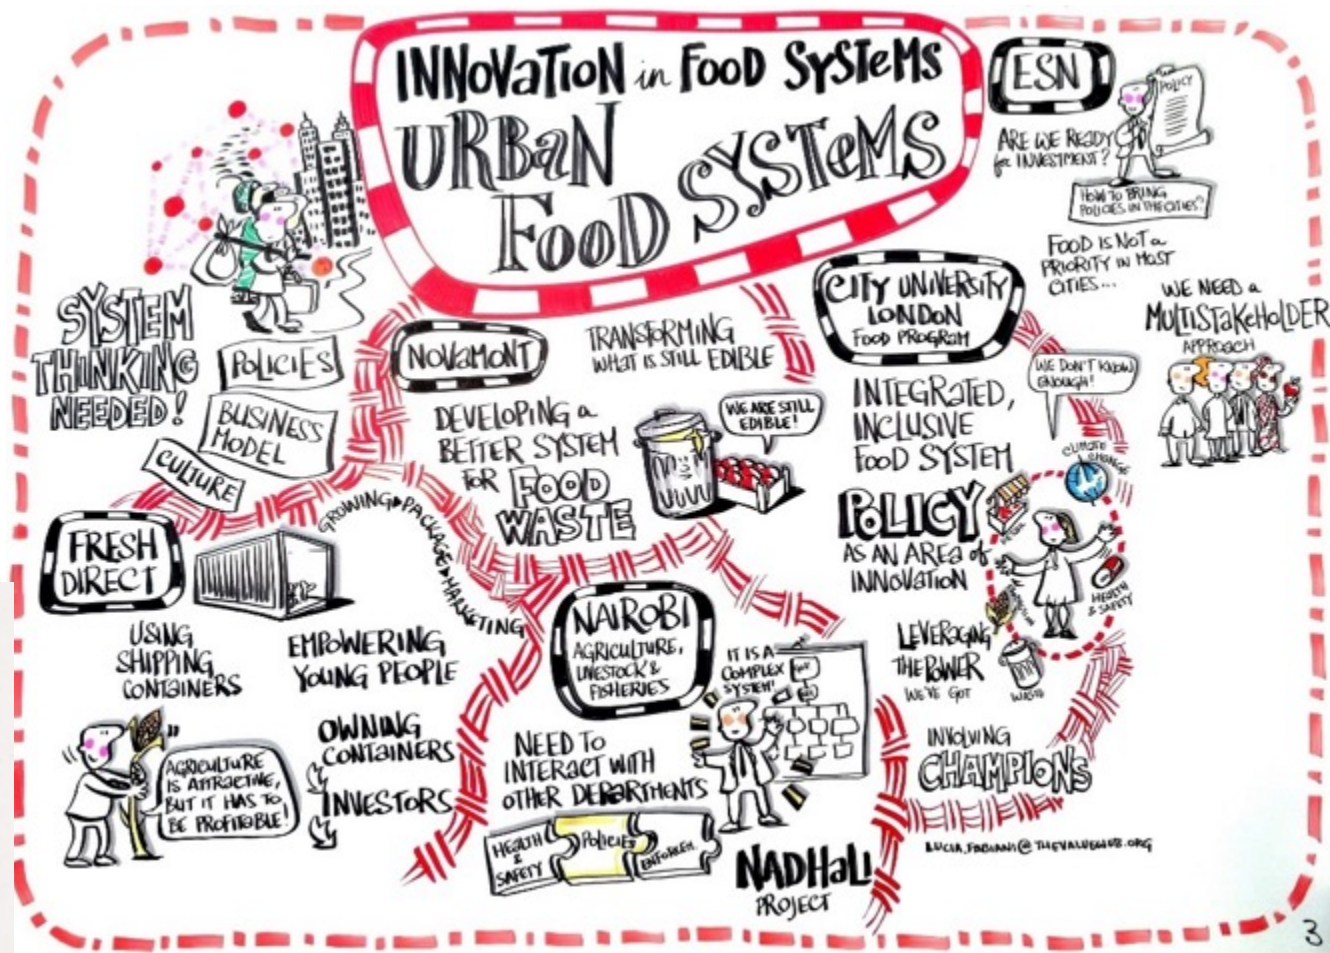 INNOVATION in FOOD SYSTEMS
URBAN
FOOD SYSTEMS
ESN
POLICY
ARE WE READY
for INVESTMENT?
HOW TO BRING
POLICIES IN THE CITIES?
FOOD IS NOT a
PRIORITY IN MOST
CITIES...
WE NEED a
MULTISTAKEHOLDER
APPROACH
SYSTEM
THINKING
NEEDED!
POLICIES
BUSINESS
MODEL
CULTURE
NOVAMONT
TRANSFORMING
WHAT IS STILL EDIBLE
DEVELOPING a
BETTER SYSTEM
FOR FOOD
WASTE
WE ARE STILL
EDIBLE!
CITY UNIVERSITY
LONDON
FOOD PROGRAM
WE DON'T KNOW
ENOUGH!
INTEGRATED,
INCLUSIVE
FOOD SYSTEM
POLICY
AS AN AREA of
INNOVATION
CLIMATE
CHANGE
HEALTH
& SAFETY
WASTE
LEVERAGING
THE POWER
WE'VE GOT
INVOLVING
CHAMPIONS
FRESH
DIRECT
GROWING PACKAGE MARKETING
USING
SHIPPING
CONTAINERS
EMPOWERING
YOUNG PEOPLE
OWNING
CONTAINERS
INVESTORS
AGRICULTURE
IS ATTRACTIVE,
BUT IT HAS TO
BE PROFITABLE!
NAIROBI
AGRICULTURE,
LIVESTOCK &
FISHERIES
IT IS A
COMPLEX
SYSTEM!
NEED TO
INTERACT WITH
OTHER DEPARTMENTS
HEALTH
&
SAFETY
POLICIES
NADHALI
PROJECT
LUCIA.FABIANI@THEVALUEWEB.ORG
3